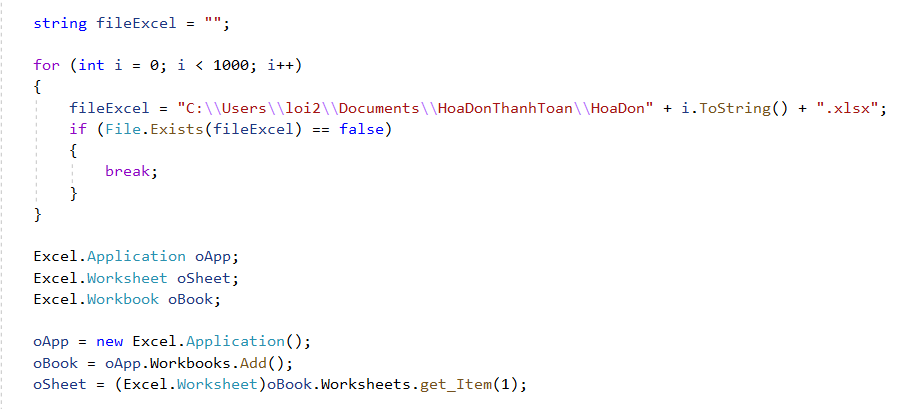 string fileExcel = "";
for (int i = 0; i < 1000; i++)
{
fileExcel = "C:\\Users\\loi2\\Documents\\HoaDonThanhToan\\HoaDon" + i.ToString() + ".xlsx";
if (File.Exists(fileExcel) == false)
{
break;
}
}
Excel.Application oApp;
Excel.Worksheet oSheet;
Excel.Workbook oBook;
oApp = new Excel.Application();
oBook = oApp.Workbooks.Add();
oSheet = (Excel.Worksheet)oBook.Worksheets.get_Item(1);